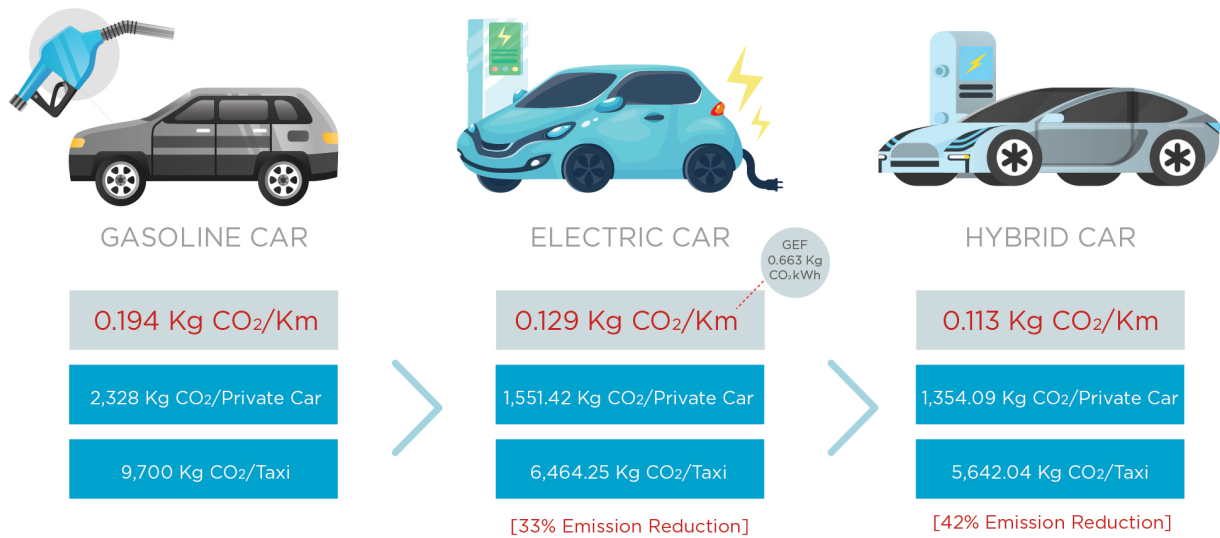 GASOLINE CAR
0.194 Kg CO₂/Km
2,328 Kg CO₂/Private Car
9,700 Kg CO₂/Taxi
ELECTRIC CAR
GEF
0.663 Kg
CO₂kWh
0.129 Kg CO₂/Km
1,551.42 Kg CO₂/Private Car
6,464.25 Kg CO₂/Taxi
[33% Emission Reduction]
HYBRID CAR
0.113 Kg CO₂/Km
1,354.09 Kg CO₂/Private Car
5,642.04 Kg CO₂/Taxi
[42% Emission Reduction]